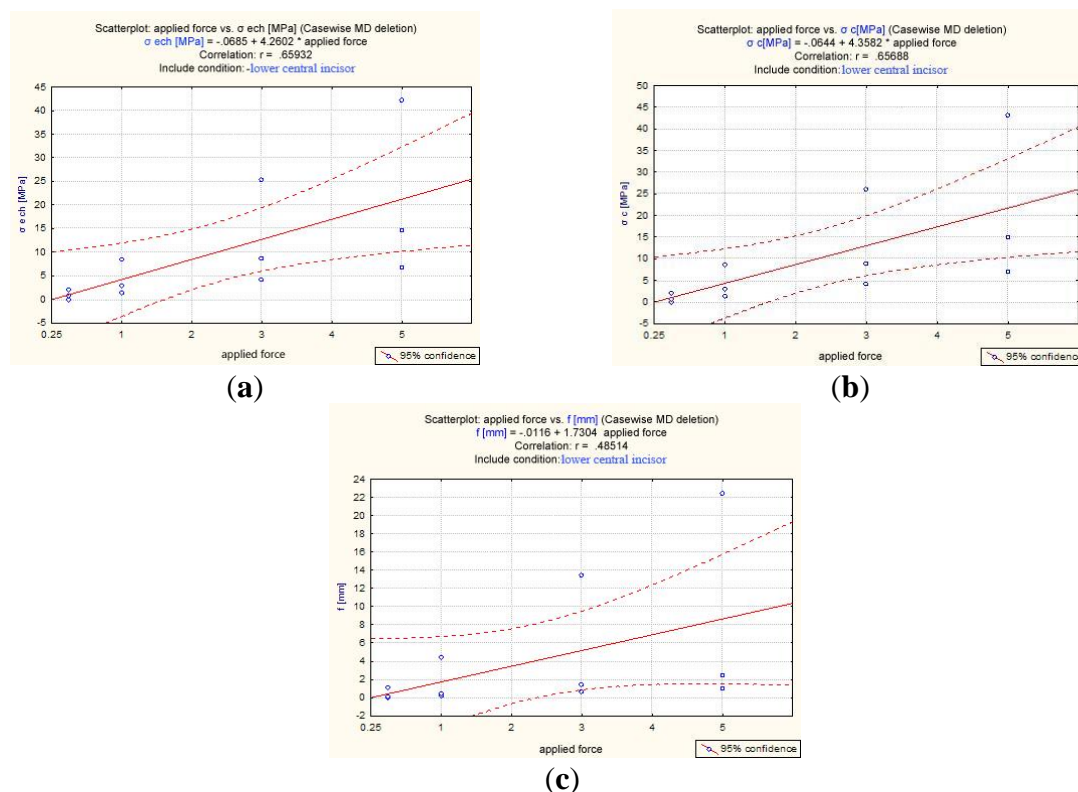 Scatterplot: applied force vs. σ ech [MPa] (Casewise MD deletion)
σ ech [MPa] = -.0685 + 4.2602 * applied force
Correlation: r = .65932
Include condition:-lower central incisor
45
40
35
30
25
20
15
10
5
0
-5
σ ech [MPa]
0.25 1 2 3 4 5
applied force
95% confidence
(a)
Scatterplot: applied force vs. σ c[MPa] (Casewise MD deletion)
σ c[MPa] = -.0644 + 4.3582 * applied force
Correlation: r = .65688
Include condition:lower central incisor
50
45
40
35
30
25
20
15
10
5
0
-5
σ c[MPa]
0.25 1 2 3 4 5
applied force
95% confidence
(b)
Scatterplot: applied force vs. f [mm] (Casewise MD deletion)
f [mm] = -.0116 + 1.7304 applied force
Correlation: r = .48514
Include condition:lower central incisor
24
22
20
18
16
14
12
10
8
6
4
2
0
-2
f [mm]
0.25 1 2 3 4 5
applied force
95% confidence
(c)